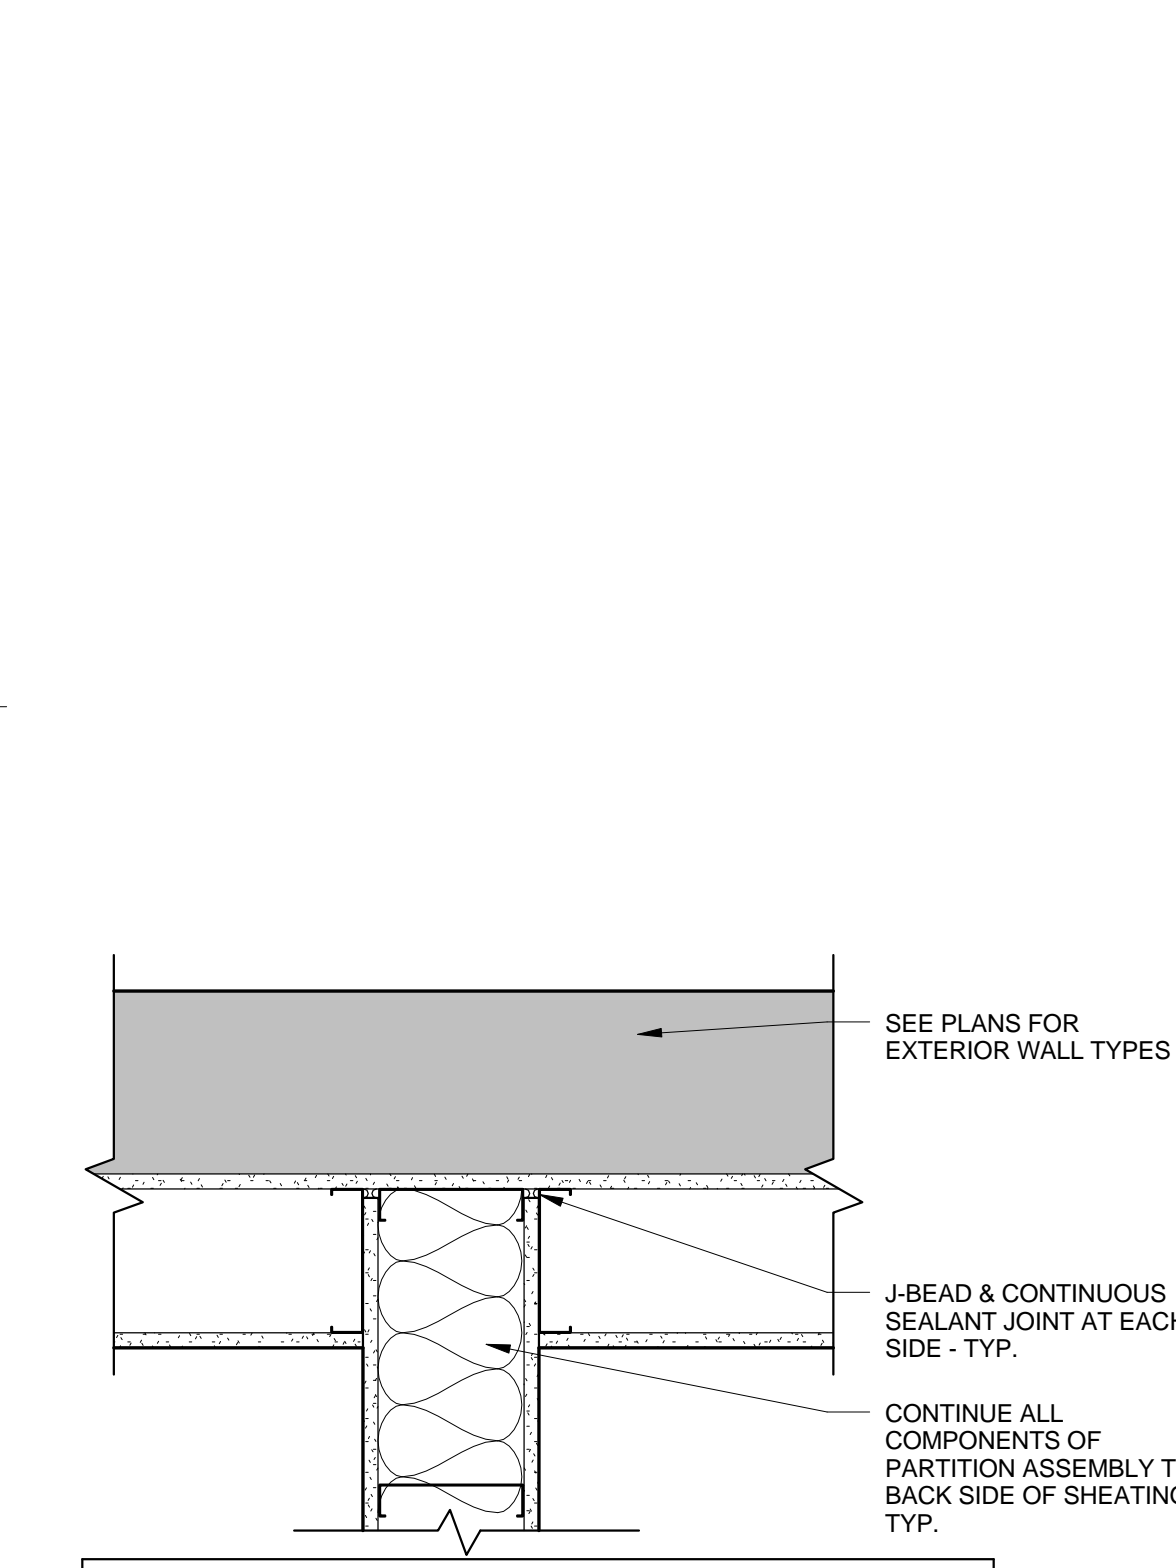 SEE PLANS FOR
EXTERIOR WALL TYPES
J-BEAD & CONTINUOUS
SEALANT JOINT AT EACH
SIDE - TYP.
CONTINUE ALL
COMPONENTS OF
PARTITION ASSEMBLY T
BACK SIDE OF SHEATING
TYP.